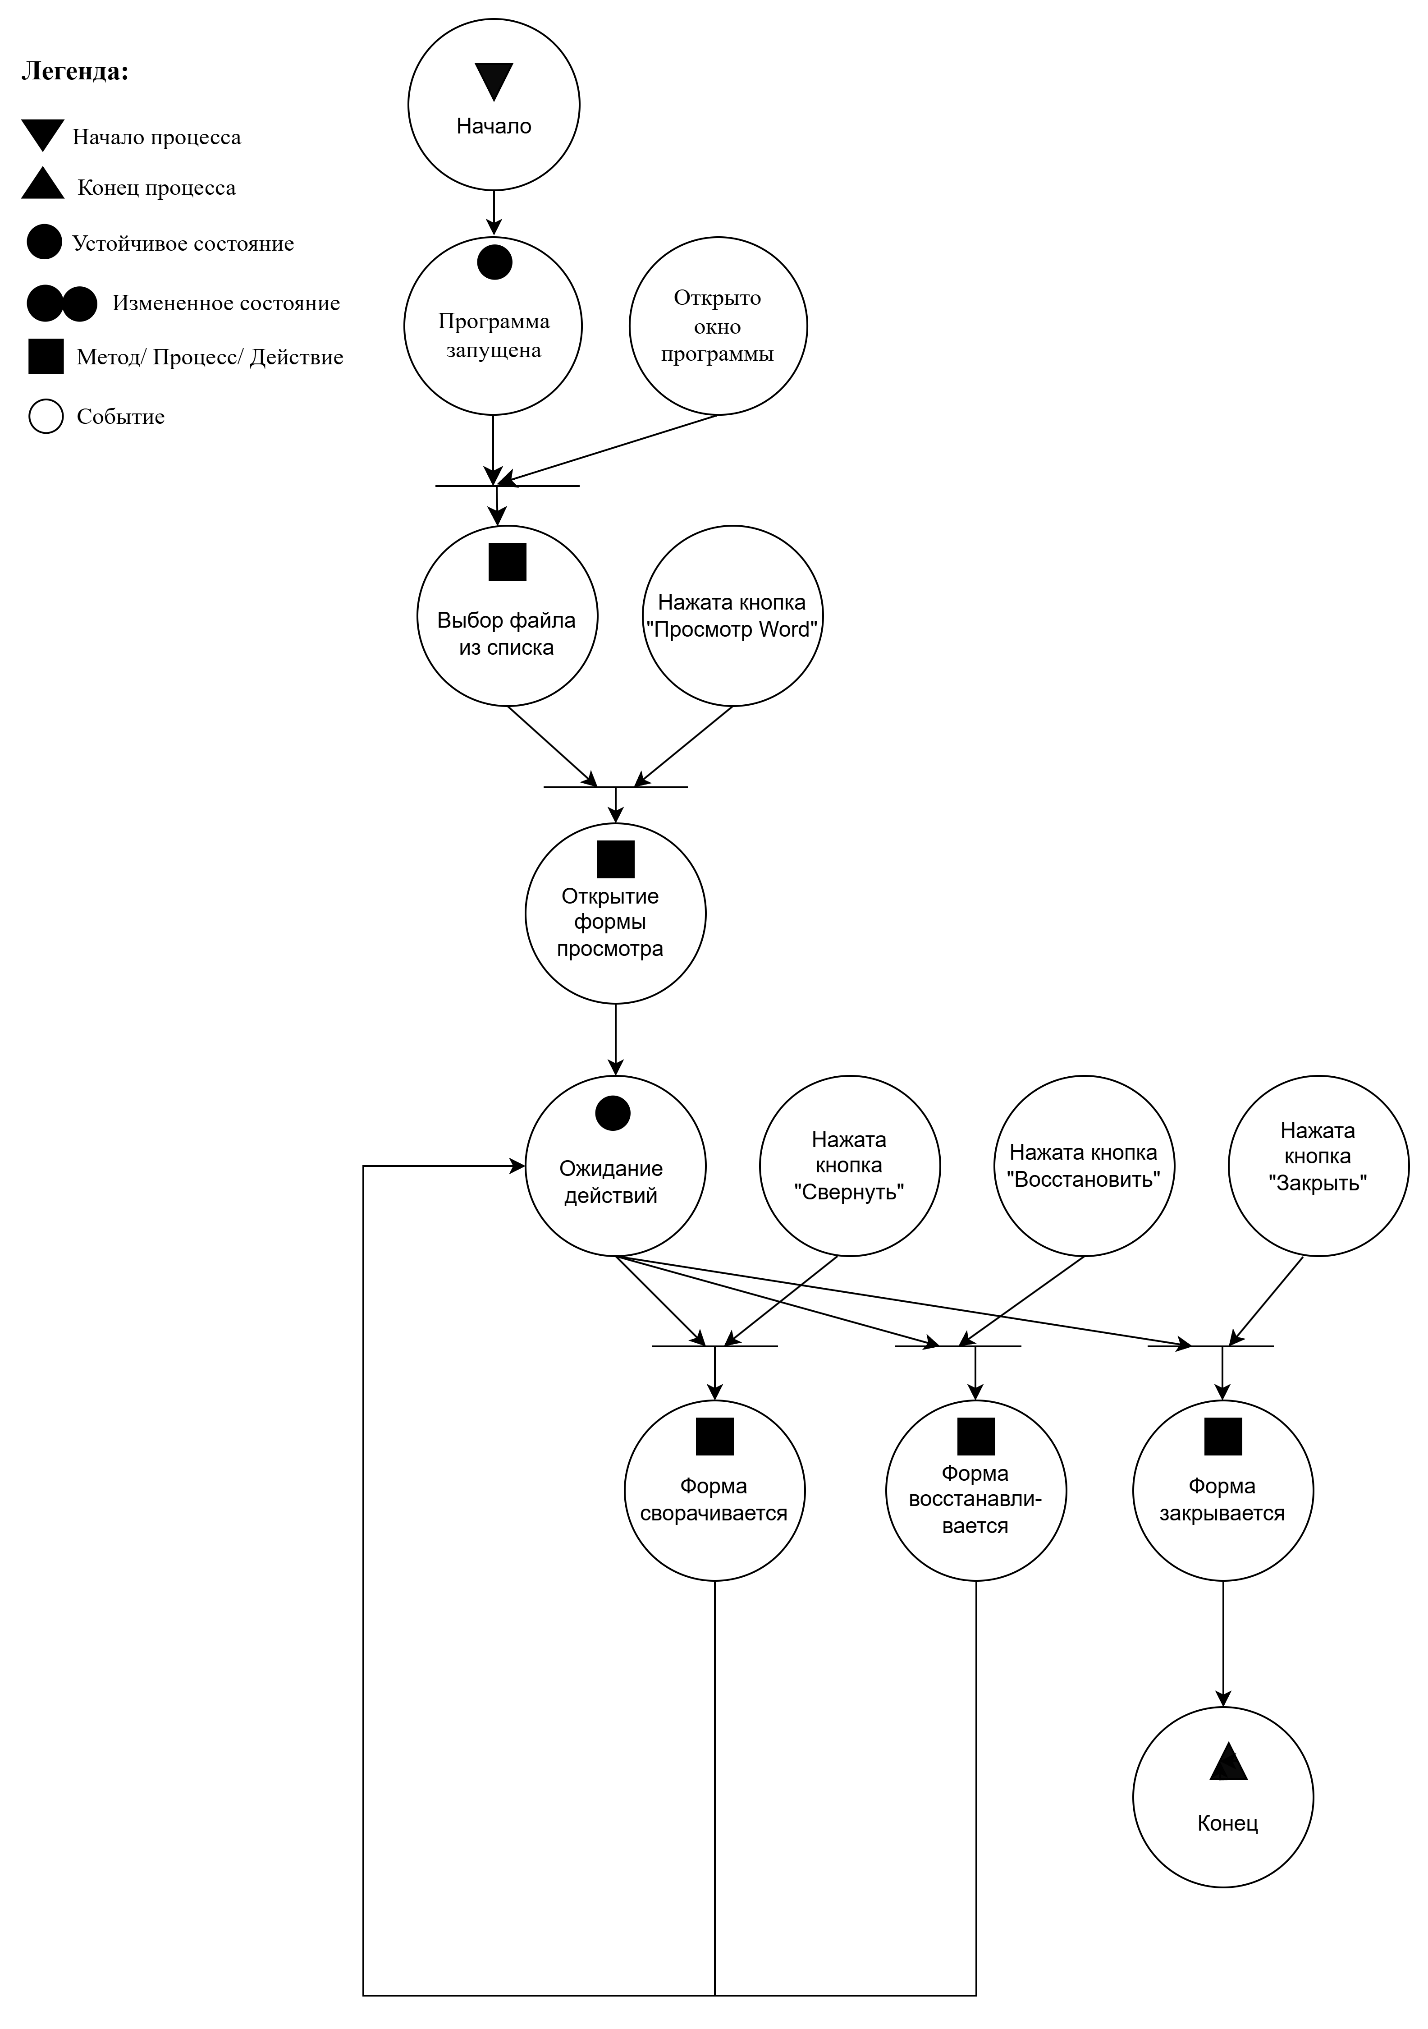 Легенда:
Начало процесса
Конец процесса
Устойчивое состояние
Измененное состояние
Метод/ Процесс/ Действие
Событие
Начало
Программа
запущена
Открыто
окно
программы
Выбор файла
из списка
Нажата кнопка
"Просмотр Word"
Открытие
формы
просмотра
Ожидание
действий
Нажата
кнопка
"Свернуть"
Нажата кнопка
"Восстановить"
Нажата
кнопка
"Закрыть"
Форма
сворачивается
Форма
восстанавли-
вается
Форма
закрывается
Конец